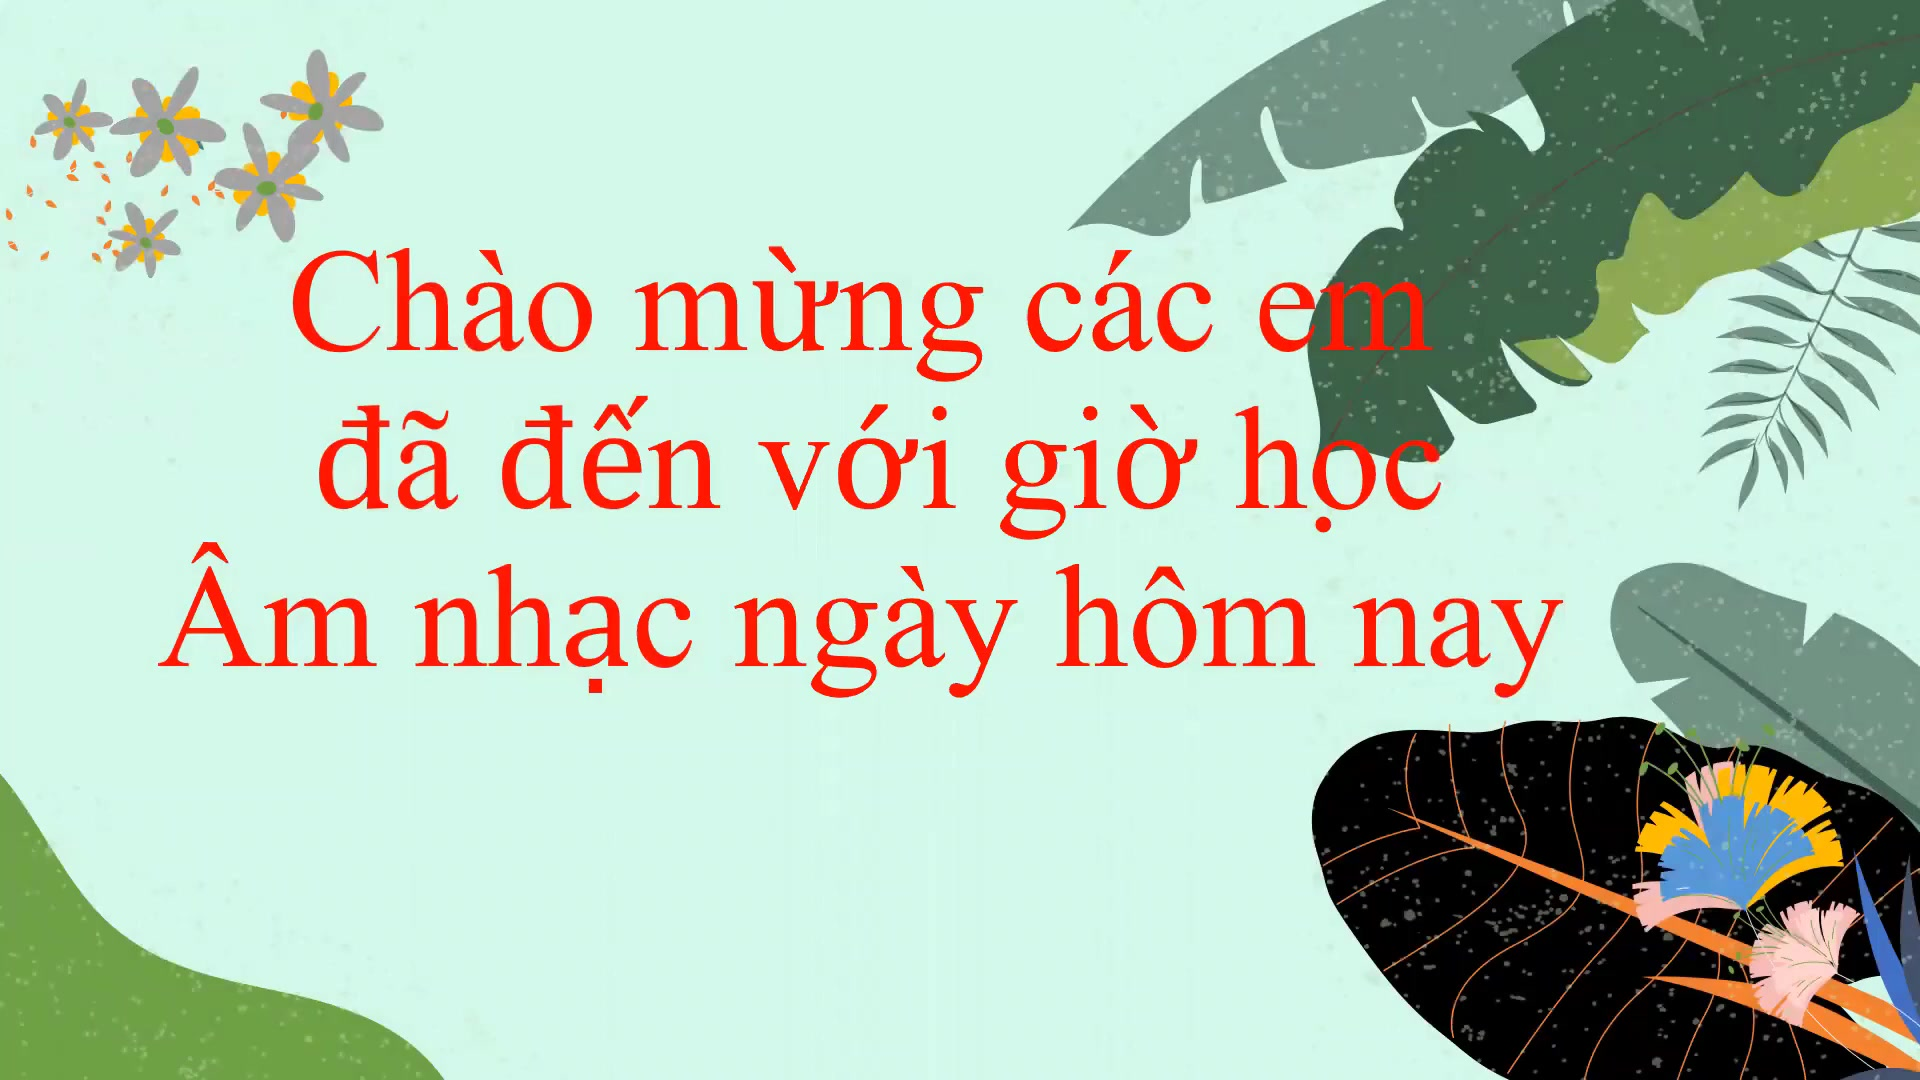 Chào mừng các em
đã đến với giờ học
Âm nhạc ngày hôm nay